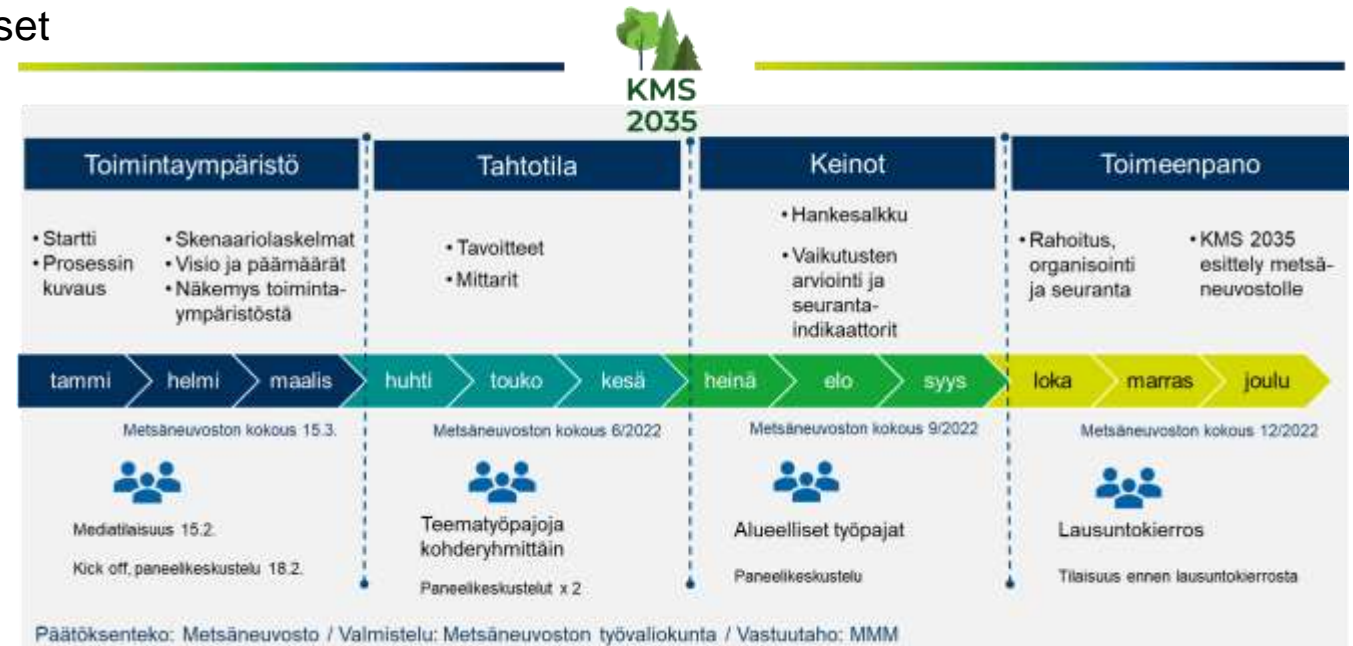 set
KMS
2035
Toimintaympäristö
Tahtotila
Keinot
Toimeenpano
• Startti
• Prosessin
kuvaus
• Skenaariolaskelmat
• Visio ja päämäärät
• Näkemys toiminta-
ympäristöstä
• Tavoitteet
• Mittarit
• Hankesalkku
• Vaikutusten
arviointi ja
seuranta-
indikaattorit
• Rahoitus,
organisointi
ja seuranta
• KMS 2035
esittely metsä-
neuvostolle
tammi
helmi
maalis
huhti
touko
kesä
heinä
elo
syys
loka
marras
joulu
Metsäneuvoston kokous 15.3.
Metsäneuvoston kokous 6/2022
Metsäneuvoston kokous 9/2022
Metsäneuvoston kokous 12/2022
Mediatilaisuus 15.2.
Kick off, paneelikeskustelu 18.2.
Teematyöpajoja
kohderyhmittäin
Paneelikeskustelut x 2
Alueelliset työpajat
Paneelikeskustelu
Lausuntokierros
Tilaisuus ennen lausuntokierrosta
Päätöksenteko: Metsäneuvosto / Valmistelu: Metsäneuvoston työvaliokunta / Vastuutaho: MMM